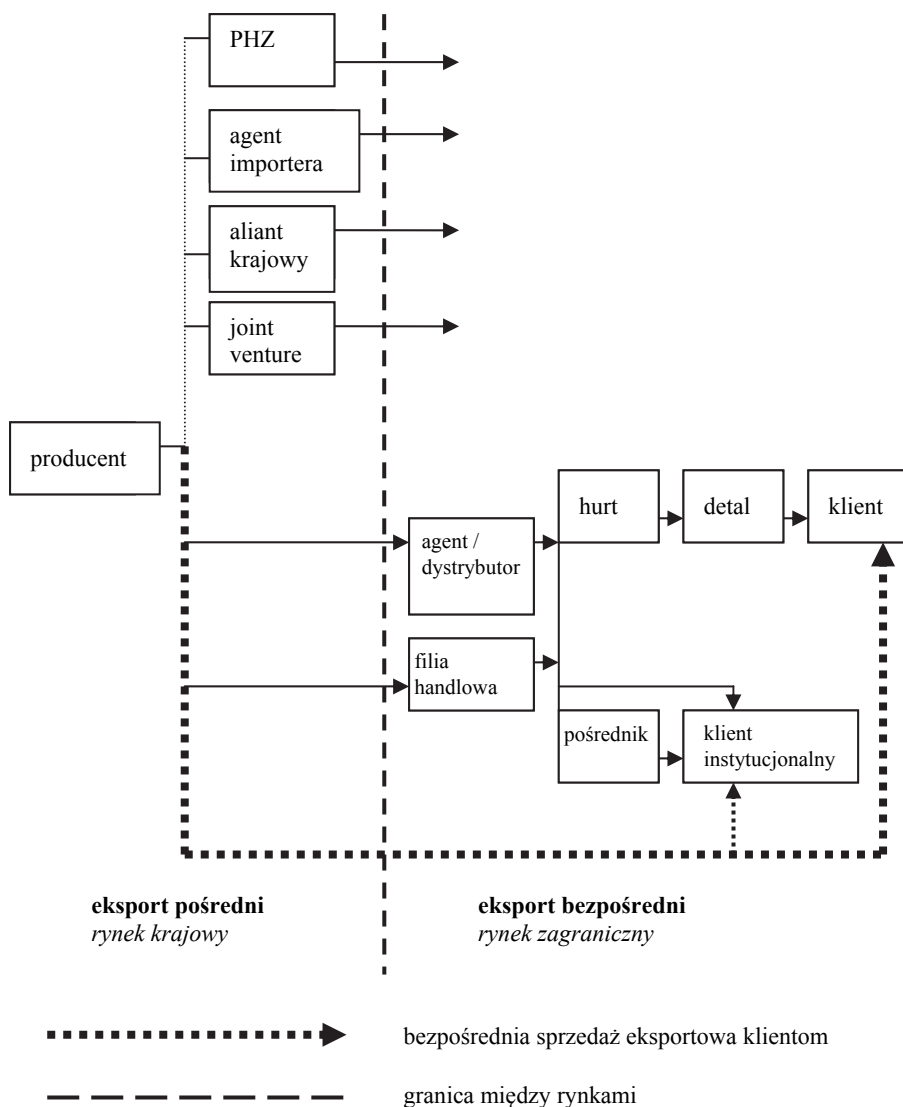 PHZ
agent
importera
aliant
krajowy
joint
venture
producent
hurt
detal
klient
agent /
dystrybutor
filia
handlowa
pośrednik
klient
instytucjonalny
eksport pośredni
rynek krajowy
eksport bezpośredni
rynek zagraniczny
bezpośrednia sprzedaż eksportowa klientom
granica między rynkami